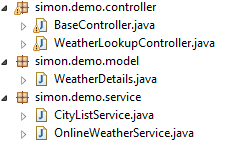 simon.demo.controller
BaseController.java
WeatherLookupController.java
simon.demo.model
WeatherDetails.java
simon.demo.service
CityListService.java
OnlineWeatherService.java